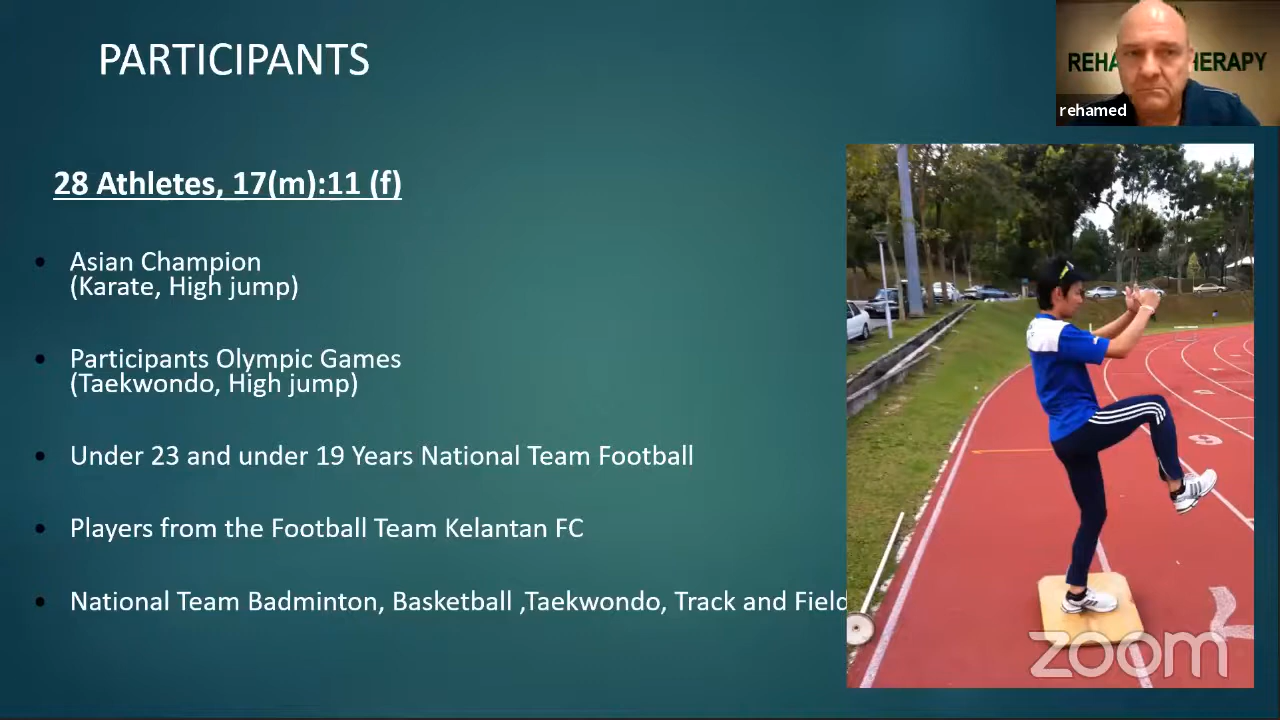 PARTICIPANTS
REHA
HERAPY
rehamed
28 Athletes, 17(m):11 (f)
Asian Champion
(Karate, High jump)
Participants Olympic Games
(Taekwondo, High jump)
Under 23 and under 19 Years National Team Football
Players from the Football Team Kelantan FC
National Team Badminton, Basketball ,Taekwondo, Track and Field
zoom